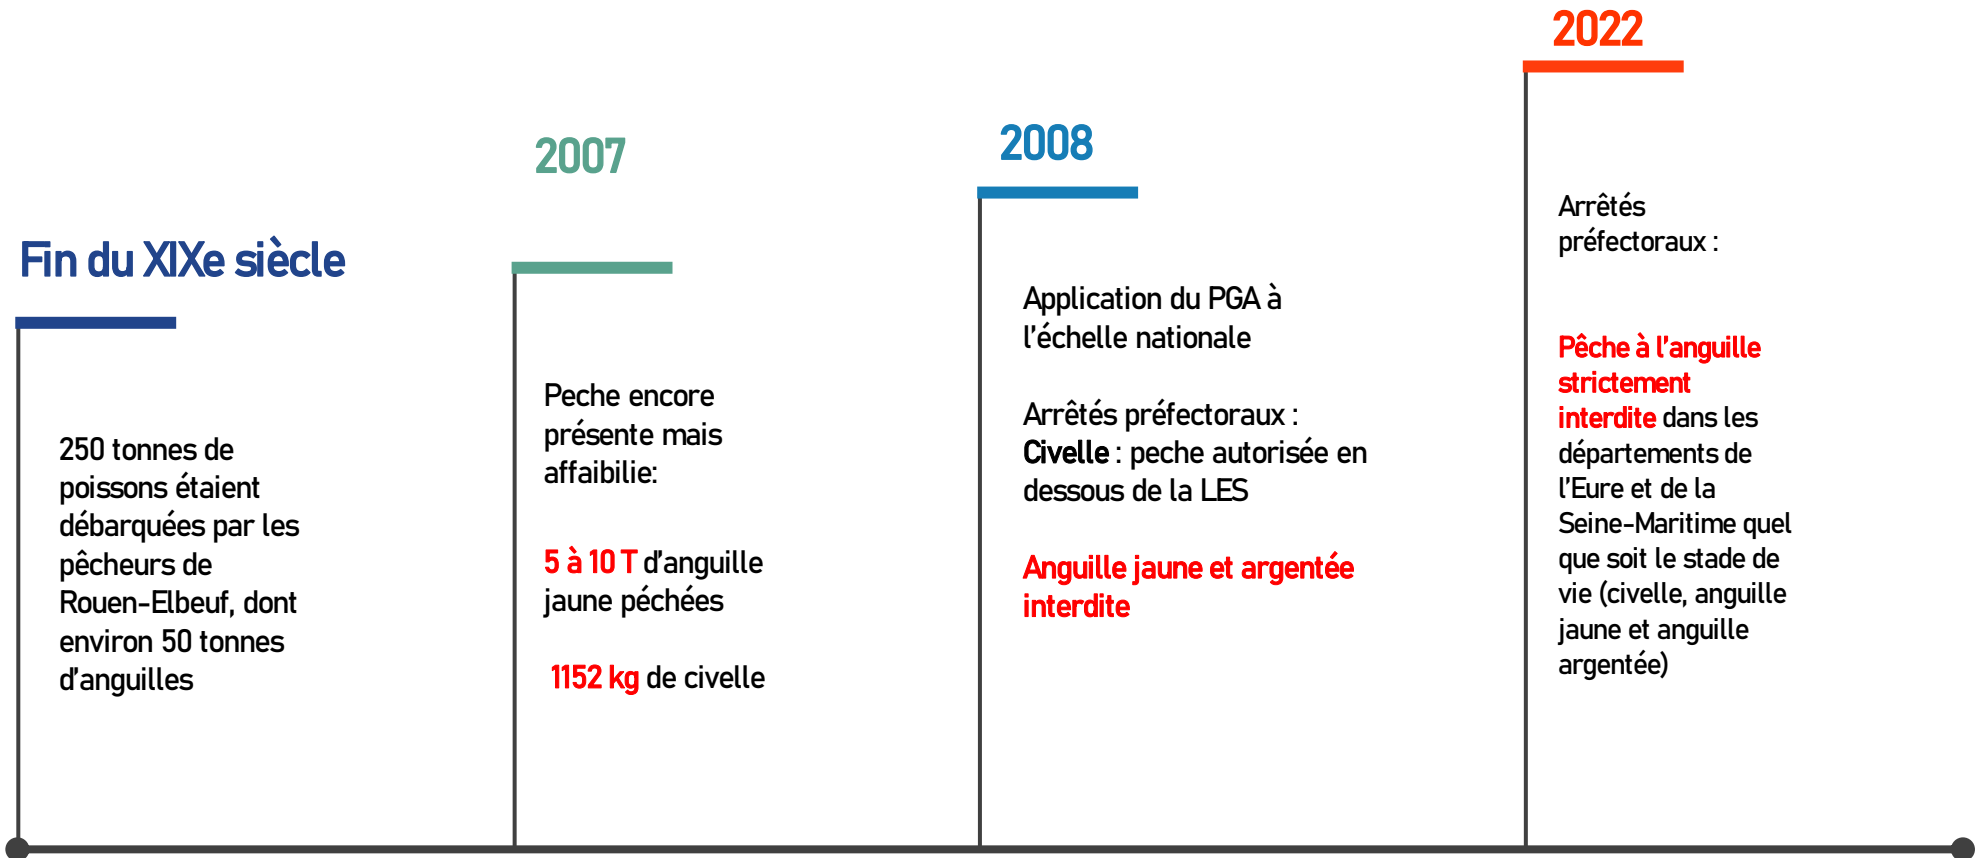 Fin du XIXe siècle
250 tonnes de
poissons étaient
débarquées par les
pêcheurs de
Rouen-Elbeuf, dont
environ 50 tonnes
d'anguilles
2007
Peche encore
présente mais
affaibilie:
5 à 10 T d'anguille
jaune péchées
1152 kg de civelle
2008
Application du PGA à
l'échelle nationale
Arrêtés préfectoraux :
Civelle : peche autorisée en
dessous de la LES
Anguille jaune et argentée
interdite
2022
Arrêtés
préfectoraux :
Pêche à l'anguille
strictement
interdite dans les
départements de
l'Eure et de la
Seine-Maritime quel
que soit le stade de
vie (civelle, anguille
jaune et anguille
argentée)